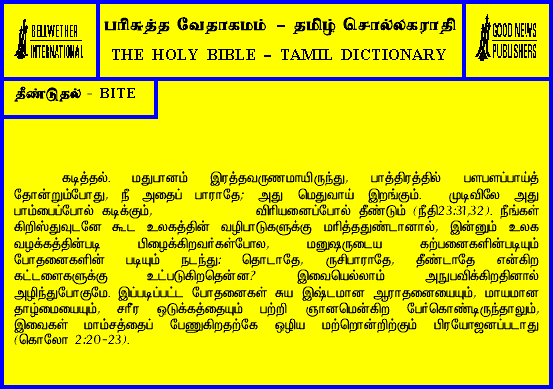 BELLWETHER
INTERNATIONAL
பரிசுத்த வேதாகமம் - தமிழ் சொல்லகராதி
THE HOLY BIBLE - TAMIL DICTIONARY
GOOD NEWS
PUBLISHERS
தீண்டுதல் - BITE
கடித்தல். மதுபானம் இரத்தவருணமாயிருந்து, பாத்திரத்தில் பளபளப்பாய்த்
தோன்றும்போது, நீ அதைப் பாராதே; அது மெதுவாய் இறங்கும். முடிவிலே அது
பாம்பைப்போல் கடிக்கும், விரியனைப்போல் தீண்டும் (நீதி23:31,32). நீங்கள்
கிறிஸ்துவுடனே கூட உலகத்தின் வழிபாடுகளுக்கு மரித்ததுண்டானால், இன்னும் உலக
வழக்கத்தின்படி பிழைக்கிறவர்கள்போல, மனுஷருடைய கற்பனைகளின்படியும்
போதனைகளின் படியும் நடந்து: தொடாதே, ருசிபாராதே, தீண்டாதே என்கிற
கட்டளைகளுக்கு உட்படுகிறதென்ன? இவையெல்லாம் அநுபவிக்கிறதினால்
அழிந்துபோகுமே. இப்படிப்பட்ட போதனைகள் சுய இஷ்டமான ஆராதனையையும், மாயமான
தாழ்மையையும், சரீர ஒடுக்கத்தையும் பற்றி ஞானமென்கிற பேர்கொண்டிருந்தாலும்,
இவைகள் மாம்சத்தைப் பேணுகிறதற்கே ஒழிய மற்றொன்றிற்கும் பிரயோஜனப்படாது
(கொலோ 2:20-23).